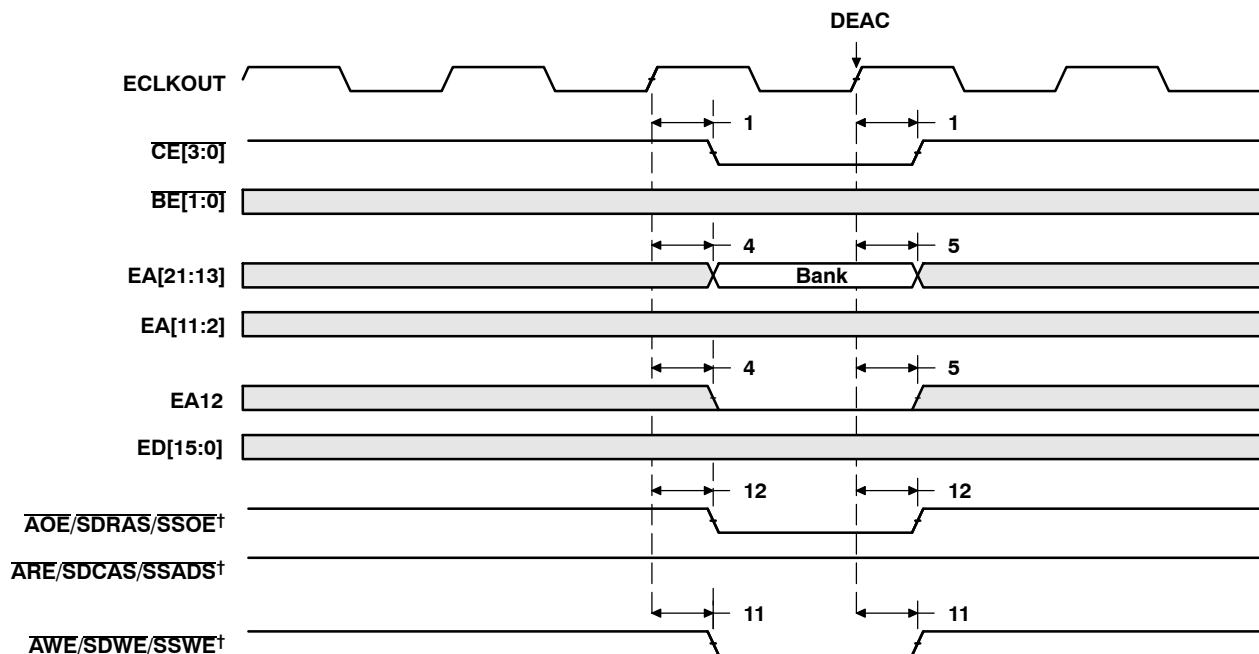 DEAC
ECLKOUT
1 1
CE[3:0]
BE[1:0]
4 5
EA[21:13] Bank
EA[11:2]
4 5
EA12
ED[15:0]
12 12
AOE/SDRAS/SSOE†
ARE/SDCAS/SSADS†
11 11
AWE/SDWE/SSWE†